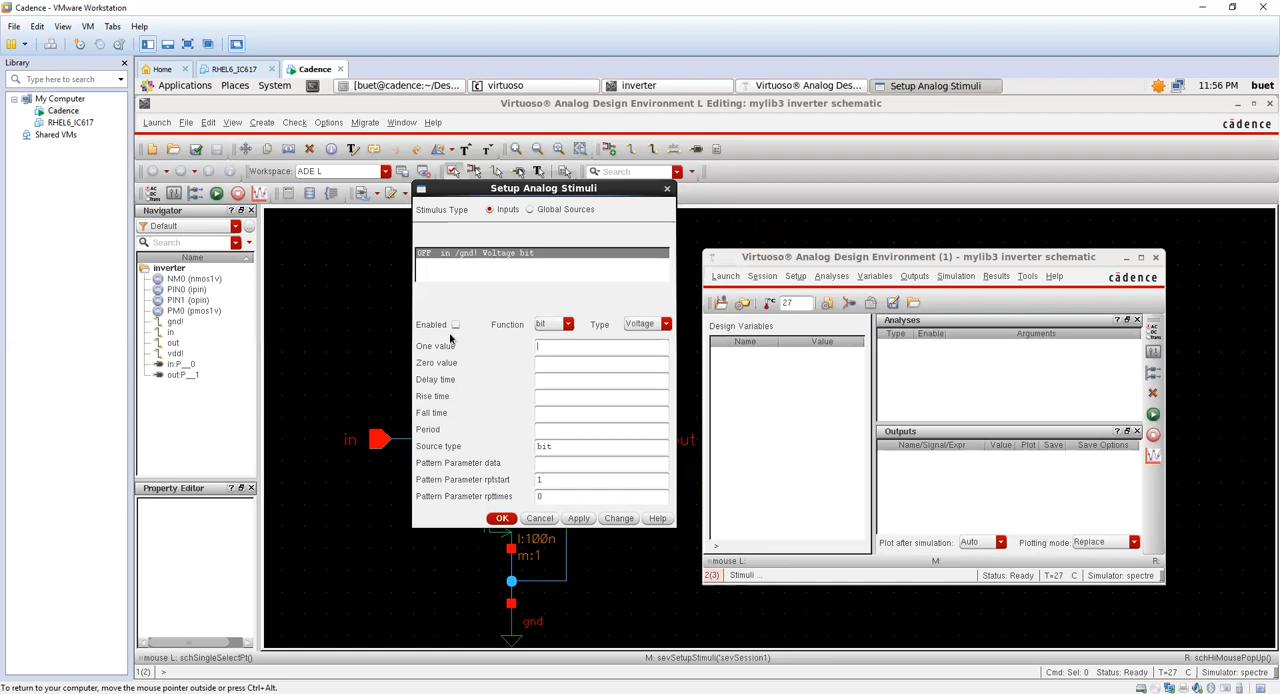 Cadence - VMware Workstation
File Edit View VM Tabs Help
Library
Type here to search
My Computer
Cadence
RHEL6_IC617
Shared VMs
Home RHEL6_IC617 Cadence
Applications Places System [buet@cadence:~/Des... virtuoso inverter Virtuoso® Analog Des... Setup Analog Stimuli 11:56 PM buet
Virtuoso® Analog Design Environment L Editing: mylib3 inverter schematic
Launch File Edit View Create Check Options Migrate Window Help cādence
Workspace: ADE L Search
Navigator
Default
Search
Name
inverter
NM0 (nmos1v)
PIN0 (ipin)
PIN1 (opin)
PM0 (pmos1v)
gnd!
in
out
vdd!
in:P__0
out:P__1
Property Editor
Setup Analog Stimuli
Stimulus Type Inputs Global Sources
OFF in /gnd! Voltage bit
Enabled Function bit Type Voltage
One value
Zero value
Delay time
Rise time
Fall time
Period
Source type bit
Pattern Parameter data
Pattern Parameter rptstart 1
Pattern Parameter rpttimes 0
OK Cancel Apply Change Help
in
out
l:100n
m:1
gnd
Virtuoso® Analog Design Environment (1) - mylib3 inverter schematic
Launch Session Setup Analyses Variables Outputs Simulation Results Tools Help cādence
27
Design Variables
Name Value
Analyses
Type Enable Arguments
Outputs
Name/Signal/Expr Value Plot Save Save Options
>
Plot after simulation: Auto Plotting mode: Replace
mouse L: M: R:
2(3) Stimuli ... Status: Ready T=27 C Simulator: spectre
mouse L: schSingleSelectPt() M: sevSetupStimuli('sevSession1) R: schHiMousePopUp()
1(2) > Cmd: Sel: 0 Status: Ready T=27 C Simulator: spectre
To return to your computer, move the mouse pointer outside or press Ctrl+Alt.